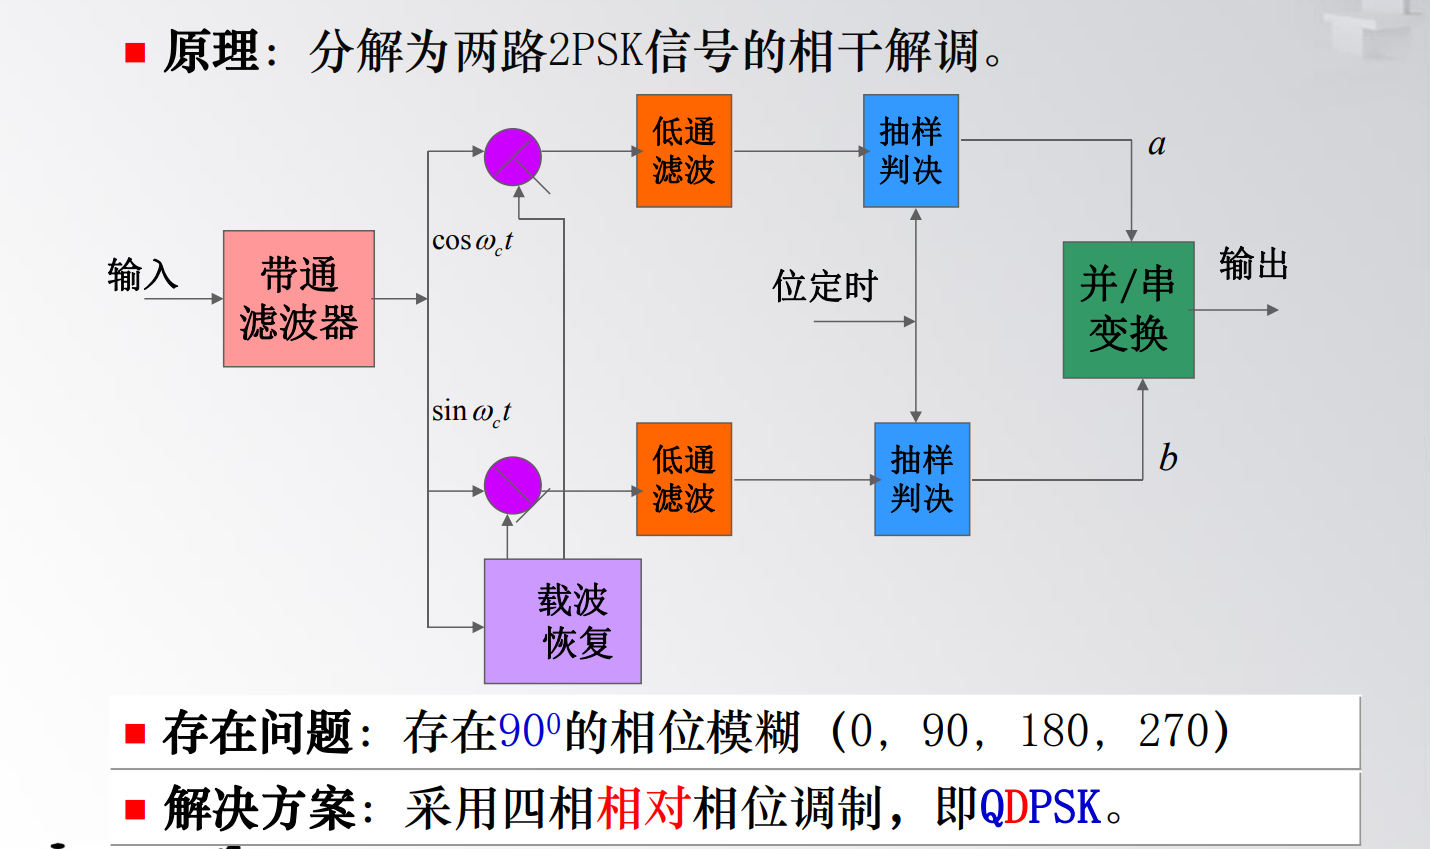 ■ 原理：分解为两路2PSK信号的相干解调。
低通
滤波
抽样
判决
a
cosω_c t
输入
带通
滤波器
位定时
并/串
变换
输出
sinω_c t
低通
滤波
抽样
判决
b
载波
恢复
■ 存在问题：存在90⁰的相位模糊（0，90，180，270）
■ 解决方案：采用四相相对相位调制，即QDPSK。